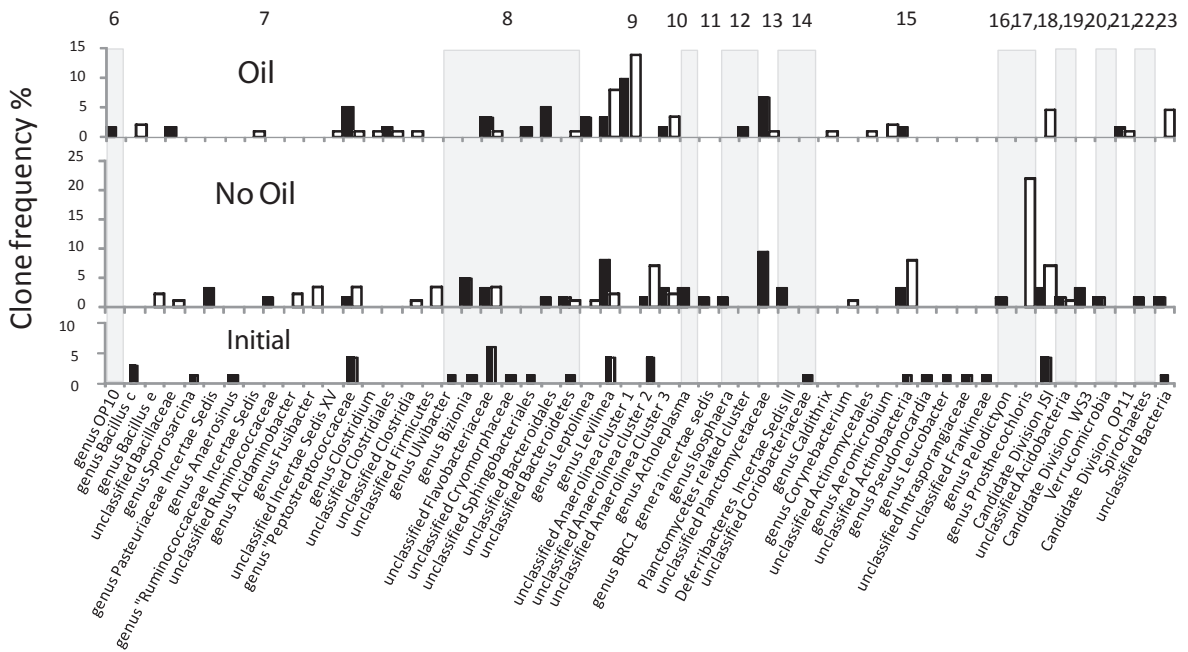 6 7 8 9 10 11 12 13 14 15 16,17,18,19,20,21,22,23
Clone frequency %
15
10
5
0
Oil
25
20
15
10
5
0
No Oil
10
5
0
Initial
genus OP10
genus Bacillus c
genus Bacillus e
unclassified Bacillaceae
genus Sporosarcina
genus Pasteuriaceae Incertae Sedis
genus Anaerosinus
genus "Ruminococcaceae Incertae Sedis
unclassified Ruminococcaceae
genus Acidaminobacter
genus Fusibacter
unclassified Incertae Sedis XV
genus "Peptostreptococcaceae
genus Clostridium
unclassified Clostridiales
unclassified Clostridia
unclassified Firmicutes
genus Ulvibacter
genus Bizionia
unclassified Flavobacteriaceae
unclassified Cryomorphaceae
unclassified Sphingobacteriales
unclassified Bacteroidales
unclassified Bacteroidetes
genus Leptolinea
genus Levilinea
unclassified Anaerolinea cluster 1
unclassified Anaerolinea cluster 2
unclassified Anaerolinea Cluster 3
genus Acholeplasma
genus BRC1 genera incertae sedis
genus Isosphaera
Planctomycetes related cluster
unclassified Planctomycetaceae
Deferribacteres Incertae Sedis III
unclassified Coriobacteriaceae
genus Caldithrix
genus Corynebacterium
unclassified Actinomycetales
genus Aeromicrobium
unclassified Actinobacteria
genus Pseudonocardia
genus Leucobacter
unclassified Intrasporangiaceae
unclassified Frankineae
genus Pelodictyon
genus Prosthecochloris
Candidate Division JSI
unclassified Acidobacteria
Candidate Division WS3
Verrucomicrobia
Candidate Division OP11
Spirochaetes
unclassified Bacteria